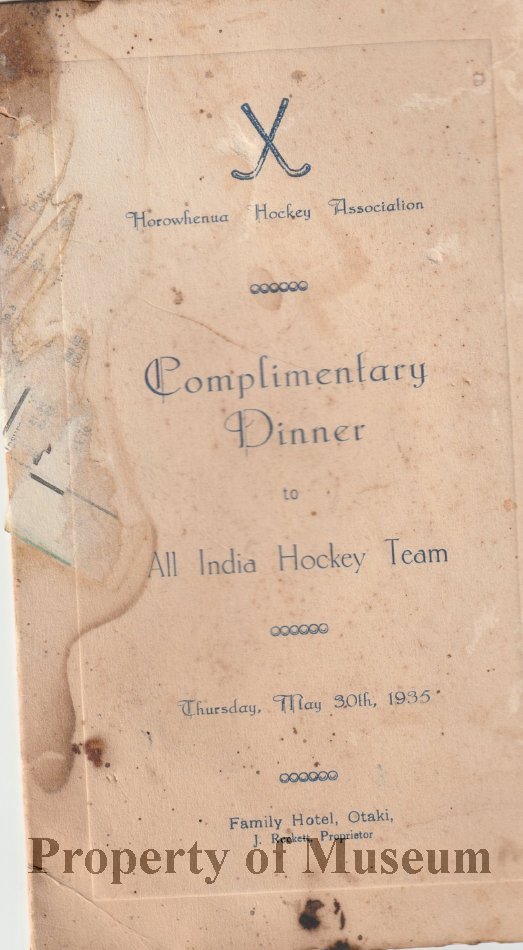 Horowhenua Hockey Association
Complimentary
Dinner
to
All India Hockey Team
Thursday, May 30th, 1935
Family Hotel, Otaki,
J. Proprietor
Property of Museum